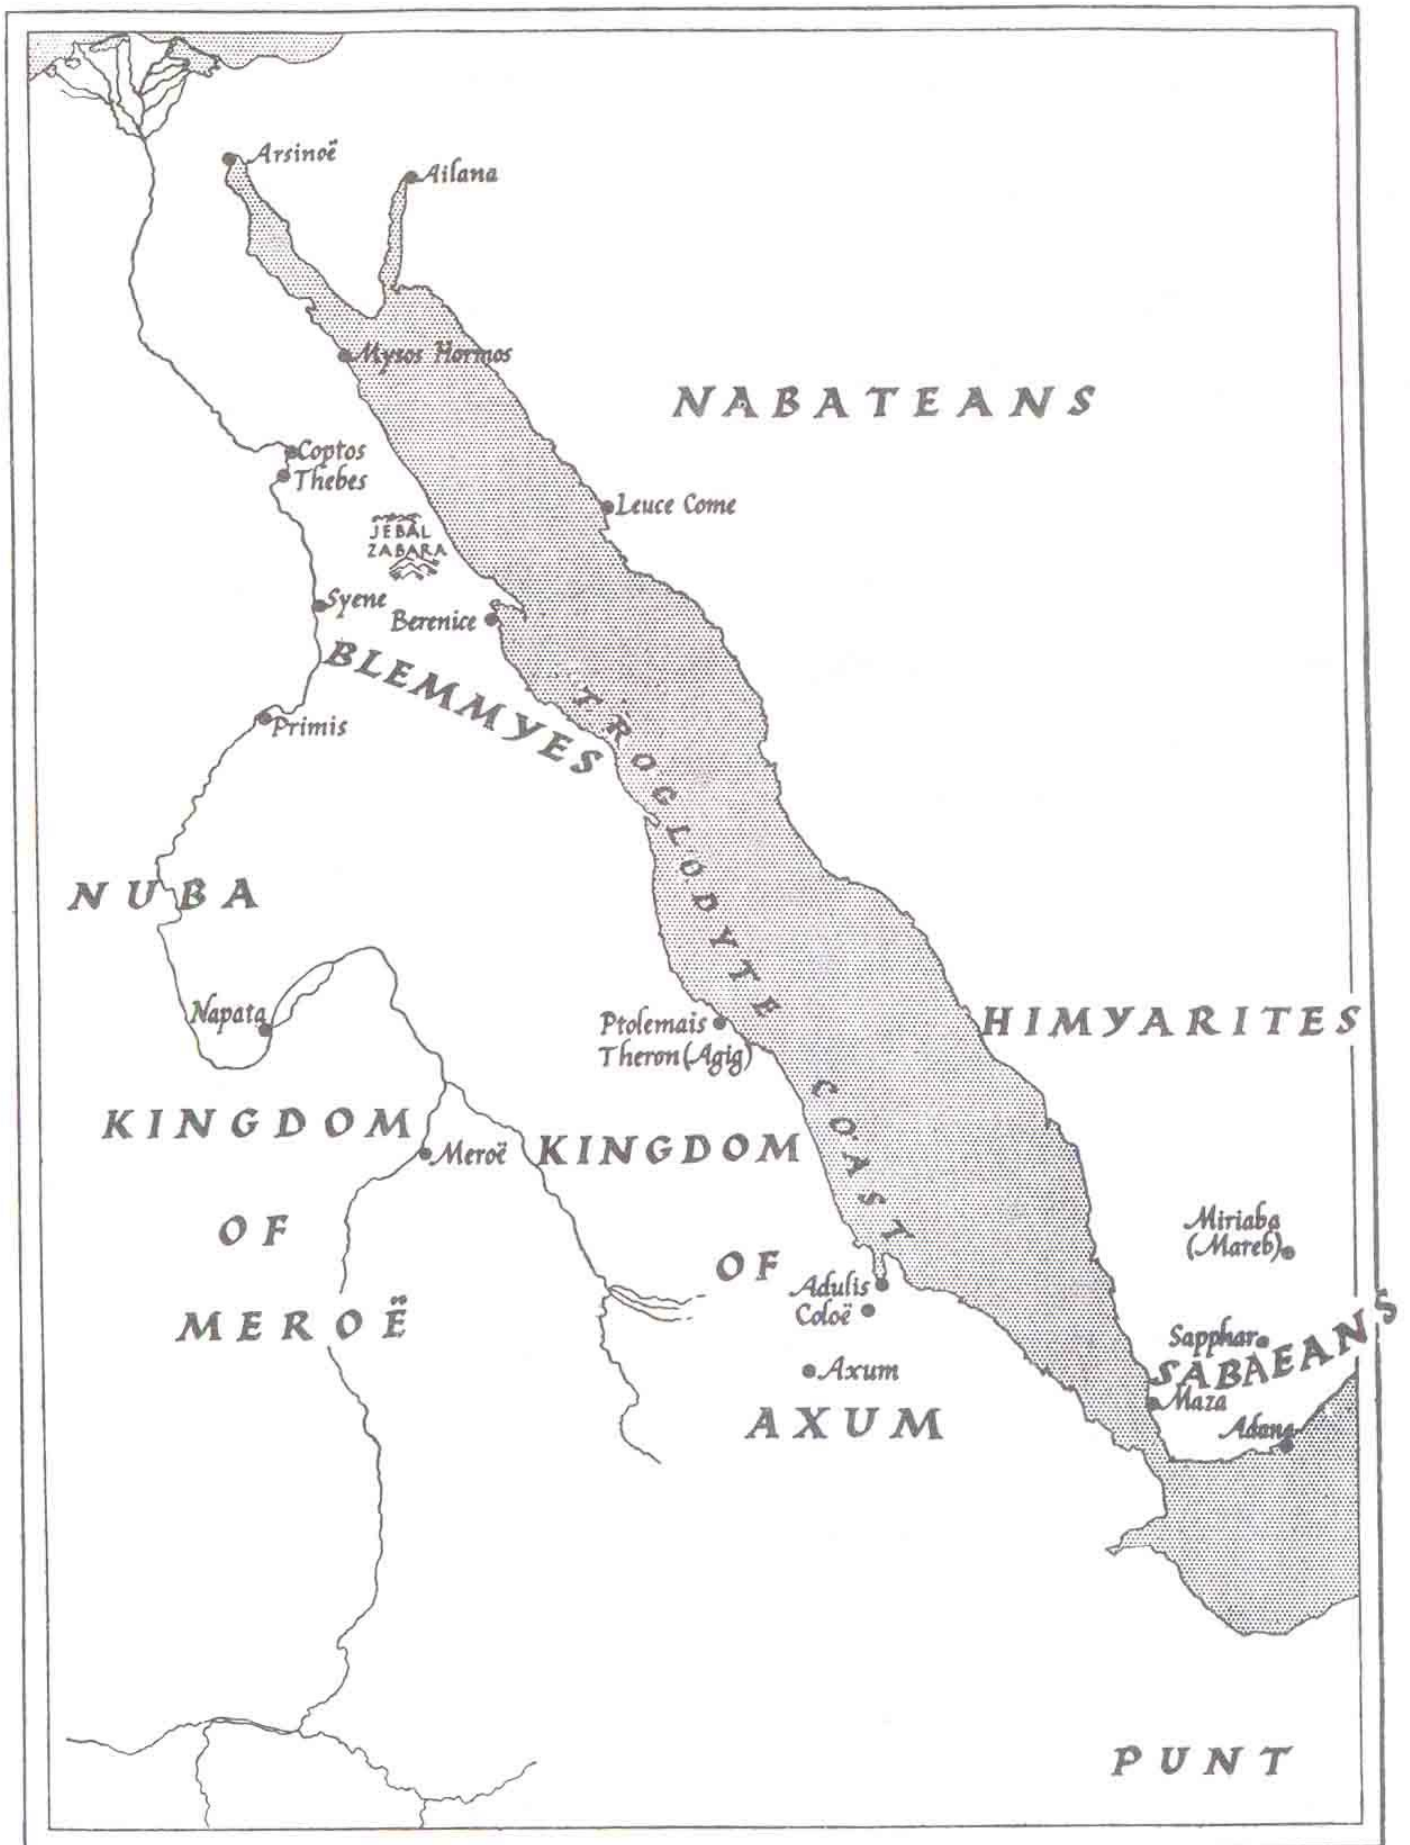 Arsinoë
Ailana
Mysos Hormos
NABATEANS
Coptos
Thebes
Leuce Come
JEBAL
ZABARA
Syene
Berenice
BLEMMYES
TROGLODYTE COAST
Primis
NUBA
Napata
Ptolemais
Theron (Agig)
HIMYARITES
KINGDOM
OF
MEROË
Meroë
KINGDOM
OF
AXUM
Adulis
Coloë
Axum
Miriaba
(Mareb)
Sapphar
SABAEANS
Maza
Adana
PUNT